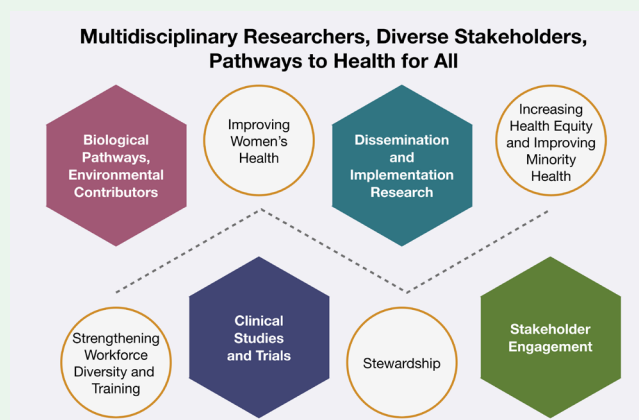 Multidisciplinary Researchers, Diverse Stakeholders,
Pathways to Health for All
Biological
Pathways,
Environmental
Contributors
Improving
Women's
Health
Dissemination
and
Implementation
Research
Increasing
Health Equity
and Improving
Minority
Health
Strengthening
Workforce
Diversity and
Training
Clinical
Studies
and Trials
Stewardship
Stakeholder
Engagement